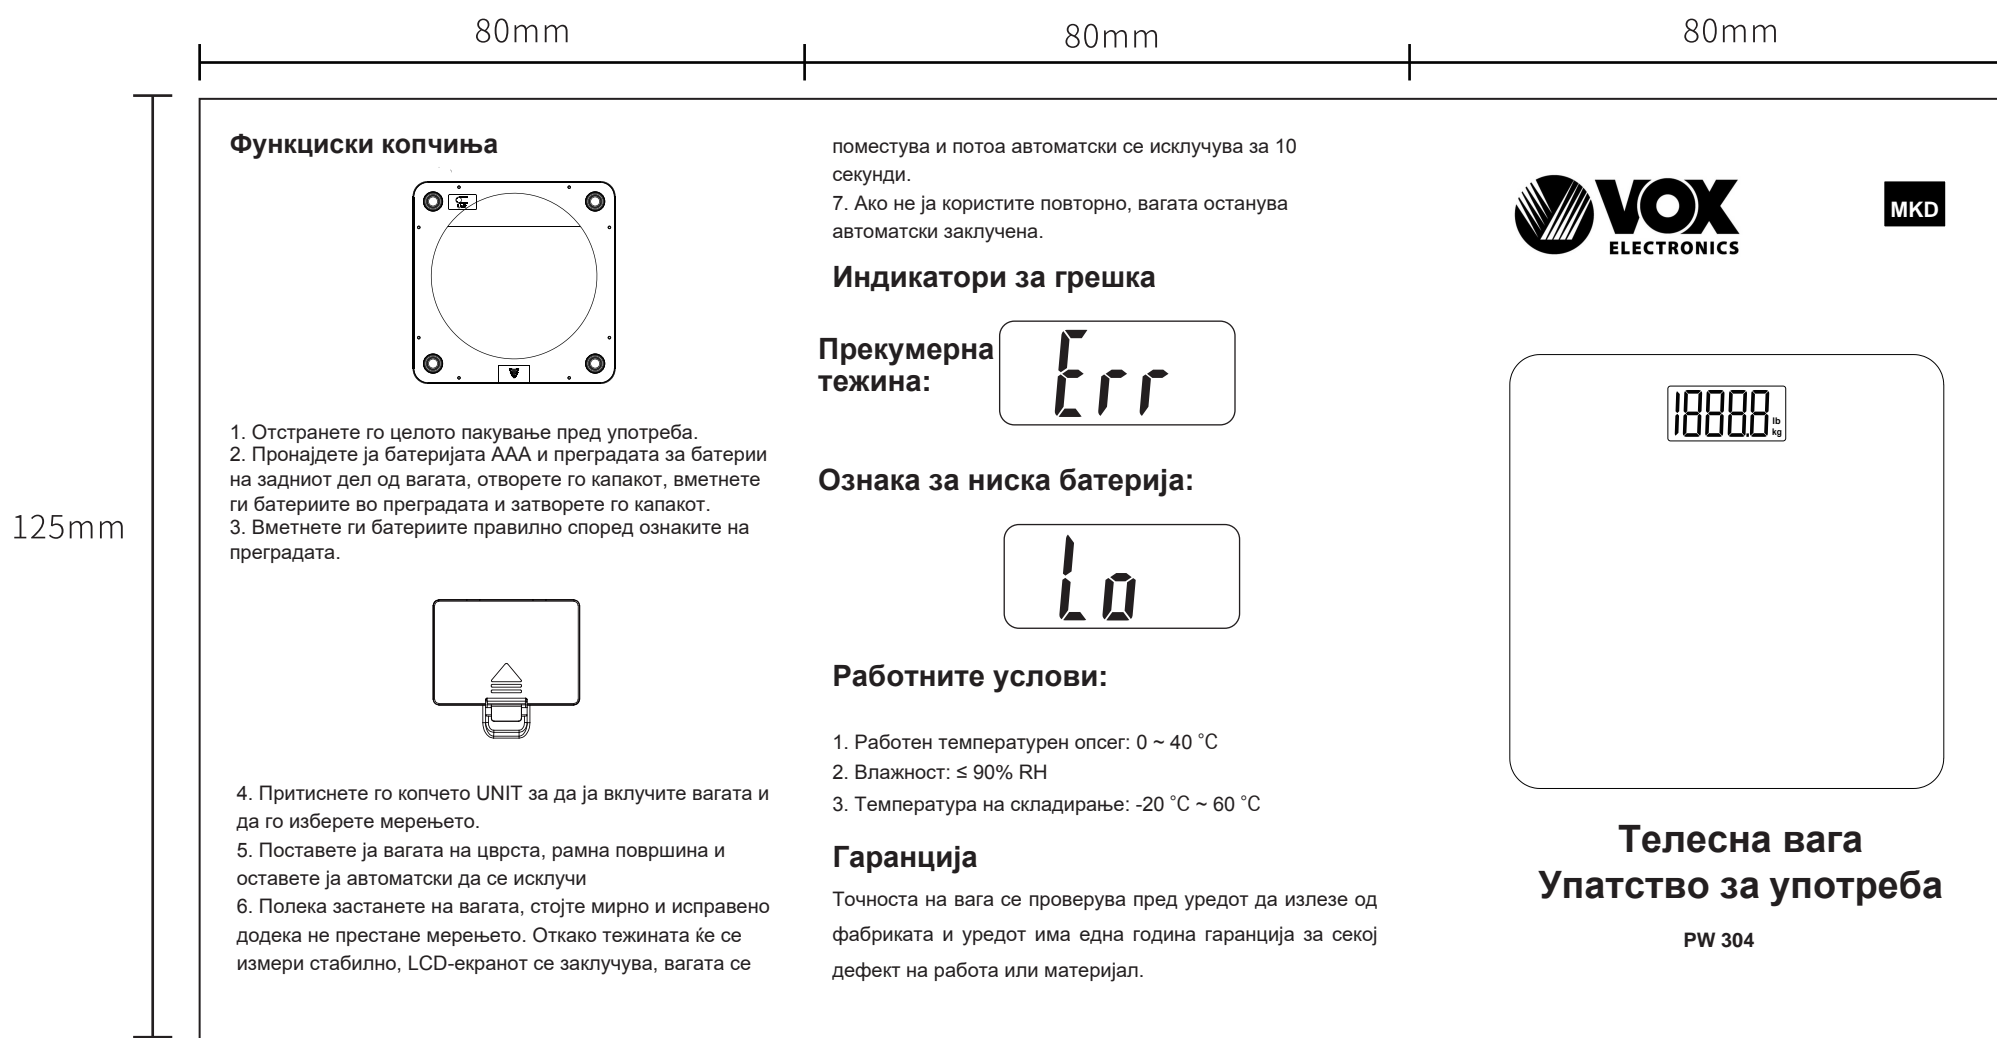 80mm
80mm
80mm
125mm
Функциски копчиња
1. Отстранете го целото пакување пред употреба.
2. Пронајдете ја батеријата AAA и преградата за батерии
на задниот дел од вагата, отворете го капакот, вметнете
ги батериите во преградата и затворете го капакот.
3. Вметнете ги батериите правилно според ознаките на
преградата.
4. Притиснете го копчето UNIT за да ја вклучите вагата и
да го изберете мерењето.
5. Поставете ја вагата на цврста, рамна површина и
оставете ја автоматски да се исклучи
6. Полека застанете на вагата, стојте мирно и исправено
додека не престане мерењето. Откако тежината ќе се
измери стабилно, LCD-екранот се заклучува, вагата се
поместува и потоа автоматски се исклучува за 10
секунди.
7. Ако не ја користите повторно, вагата останува
автоматски заклучена.
Индикатори за грешка
Прекумерна
тежина:
Err
Ознака за ниска батерија:
Lo
Работните услови:
1. Работен температурен опсег: 0 ~ 40 °C
2. Влажност: ≤ 90% RH
3. Температура на складирање: -20 °C ~ 60 °C
Гаранција
Точноста на вага се проверува пред уредот да излезе од
фабриката и уредот има една година гаранција за секој
дефект на работа или материјал.
VOX
ELECTRONICS
MKD
1888.8 lb
kg
Телесна вага
Упатство за употреба
PW 304